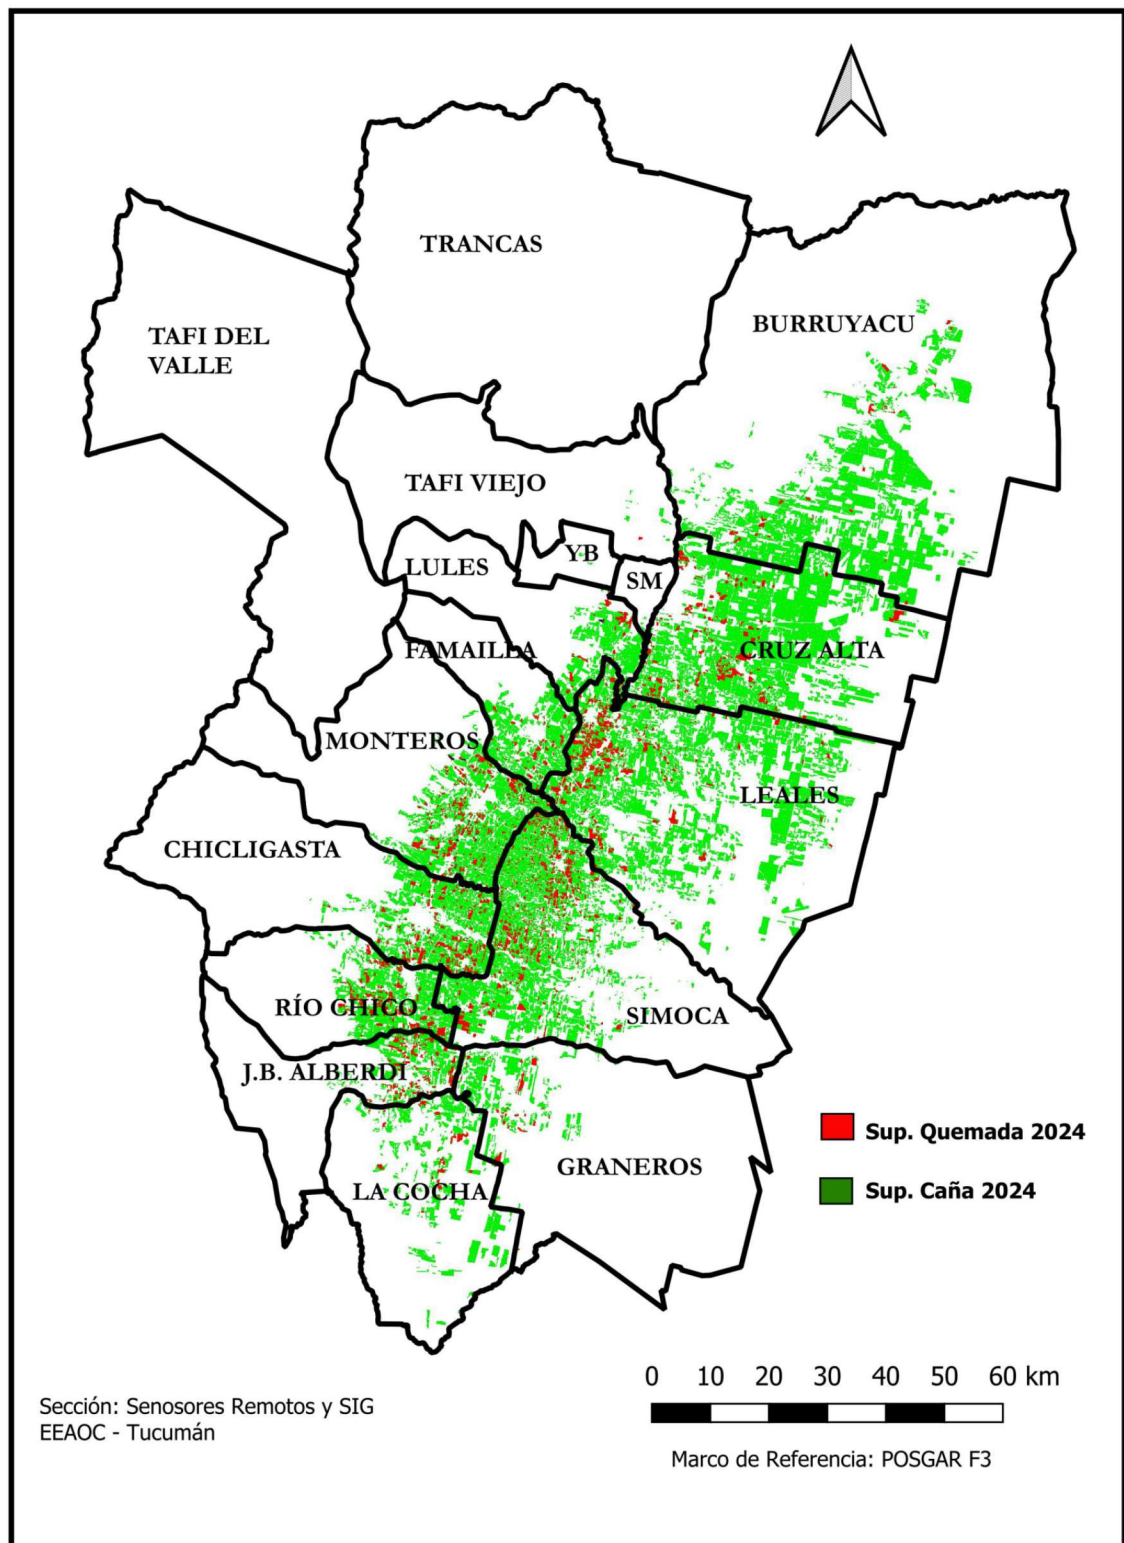 TRANCAS
BURRUYACU
TAFI DEL
VALLE
TAFI VIEJO
YB
LULES
SM
FAMAILLA
CRUZ ALTA
MONTEROS
LEALES
CHICLIGASTA
RÍO CHICO
SIMOCA
J.B. ALBERDI
Sup. Quemada 2024
GRANEROS
LA COCHA
Sup. Caña 2024
0 10 20 30 40 50 60 km
Sección: Senosores Remotos y SIG
EEAOC - Tucumán
Marco de Referencia: POSGAR F3